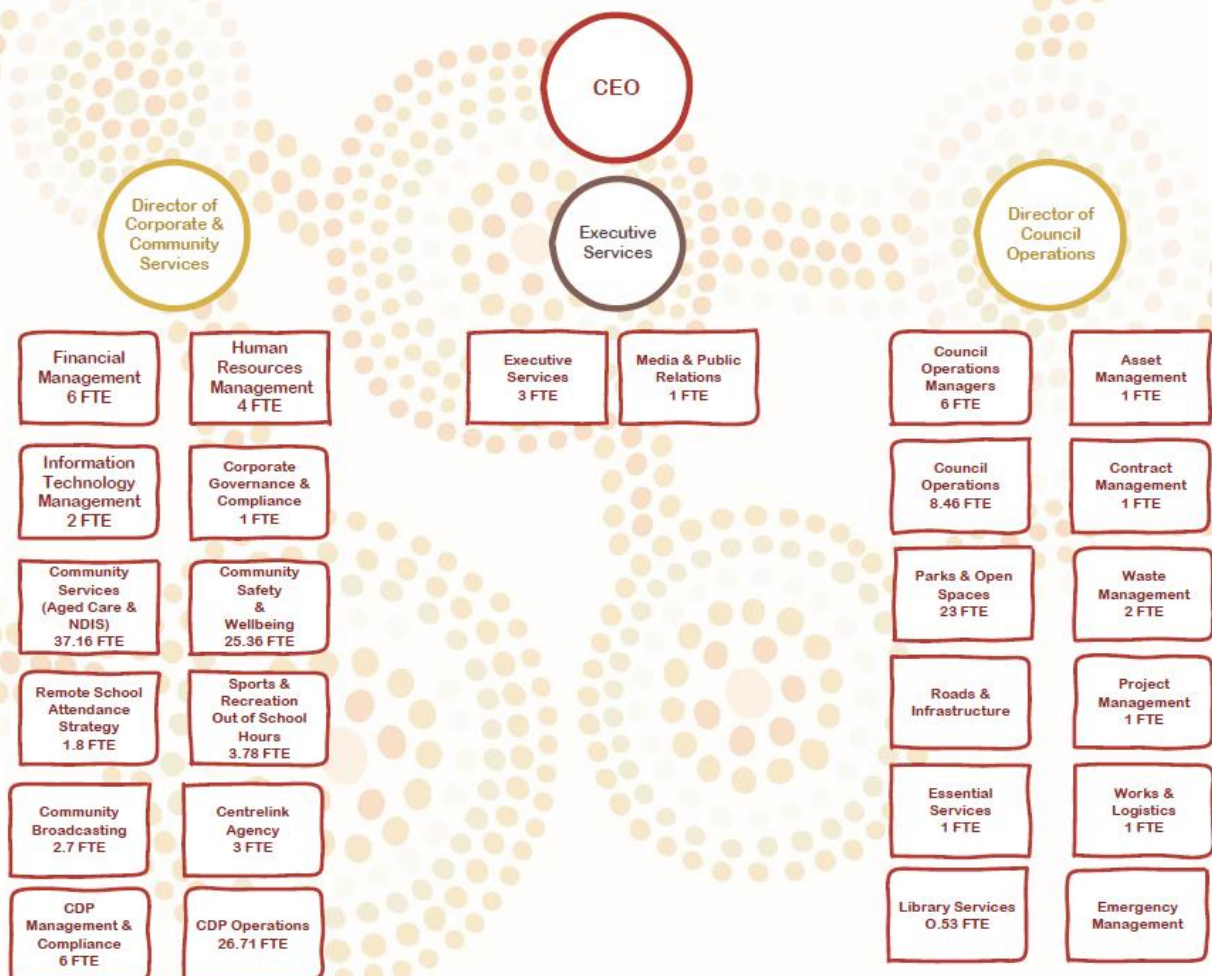 CEO
Director of
Corporate &
Community
Services
Executive
Services
Director of
Council
Operations
Financial
Management
6 FTE
Human
Resources
Management
4 FTE
Executive
Services
3 FTE
Media & Public
Relations
1 FTE
Council
Operations
Managers
6 FTE
Asset
Management
1 FTE
Information
Technology
Management
2 FTE
Corporate
Governance &
Compliance
1 FTE
Council
Operations
8.46 FTE
Contract
Management
1 FTE
Community
Services
(Aged Care &
NDIS)
37.16 FTE
Community
Safety
&
Wellbeing
25.36 FTE
Parks & Open
Spaces
23 FTE
Waste
Management
2 FTE
Remote School
Attendance
Strategy
1.8 FTE
Sports &
Recreation
Out of School
Hours
3.78 FTE
Roads &
Infrastructure
Project
Management
1 FTE
Community
Broadcasting
2.7 FTE
Centrelink
Agency
3 FTE
Essential
Services
1 FTE
Works &
Logistics
1 FTE
CDP
Management &
Compliance
6 FTE
CDP Operations
26.71 FTE
Library Services
O.53 FTE
Emergency
Management